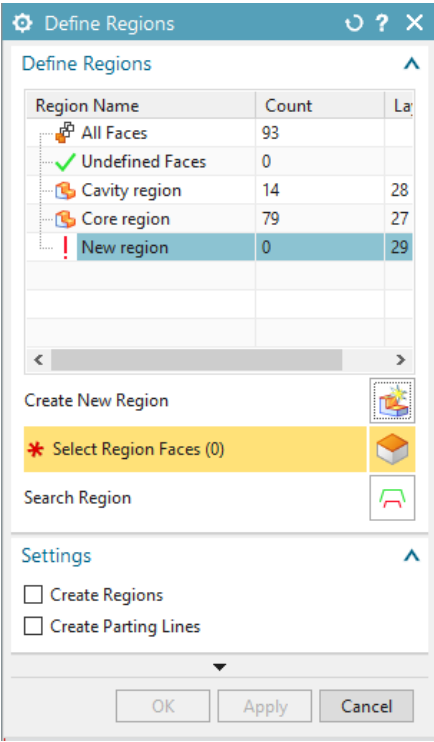 Define Regions
?
Define Regions
Region Name Count La
All Faces 93
Undefined Faces 0
Cavity region 14 28
Core region 79 27
New region 0 29
Create New Region
* Select Region Faces (0)
Search Region
Settings
Create Regions
Create Parting Lines
OK Apply Cancel